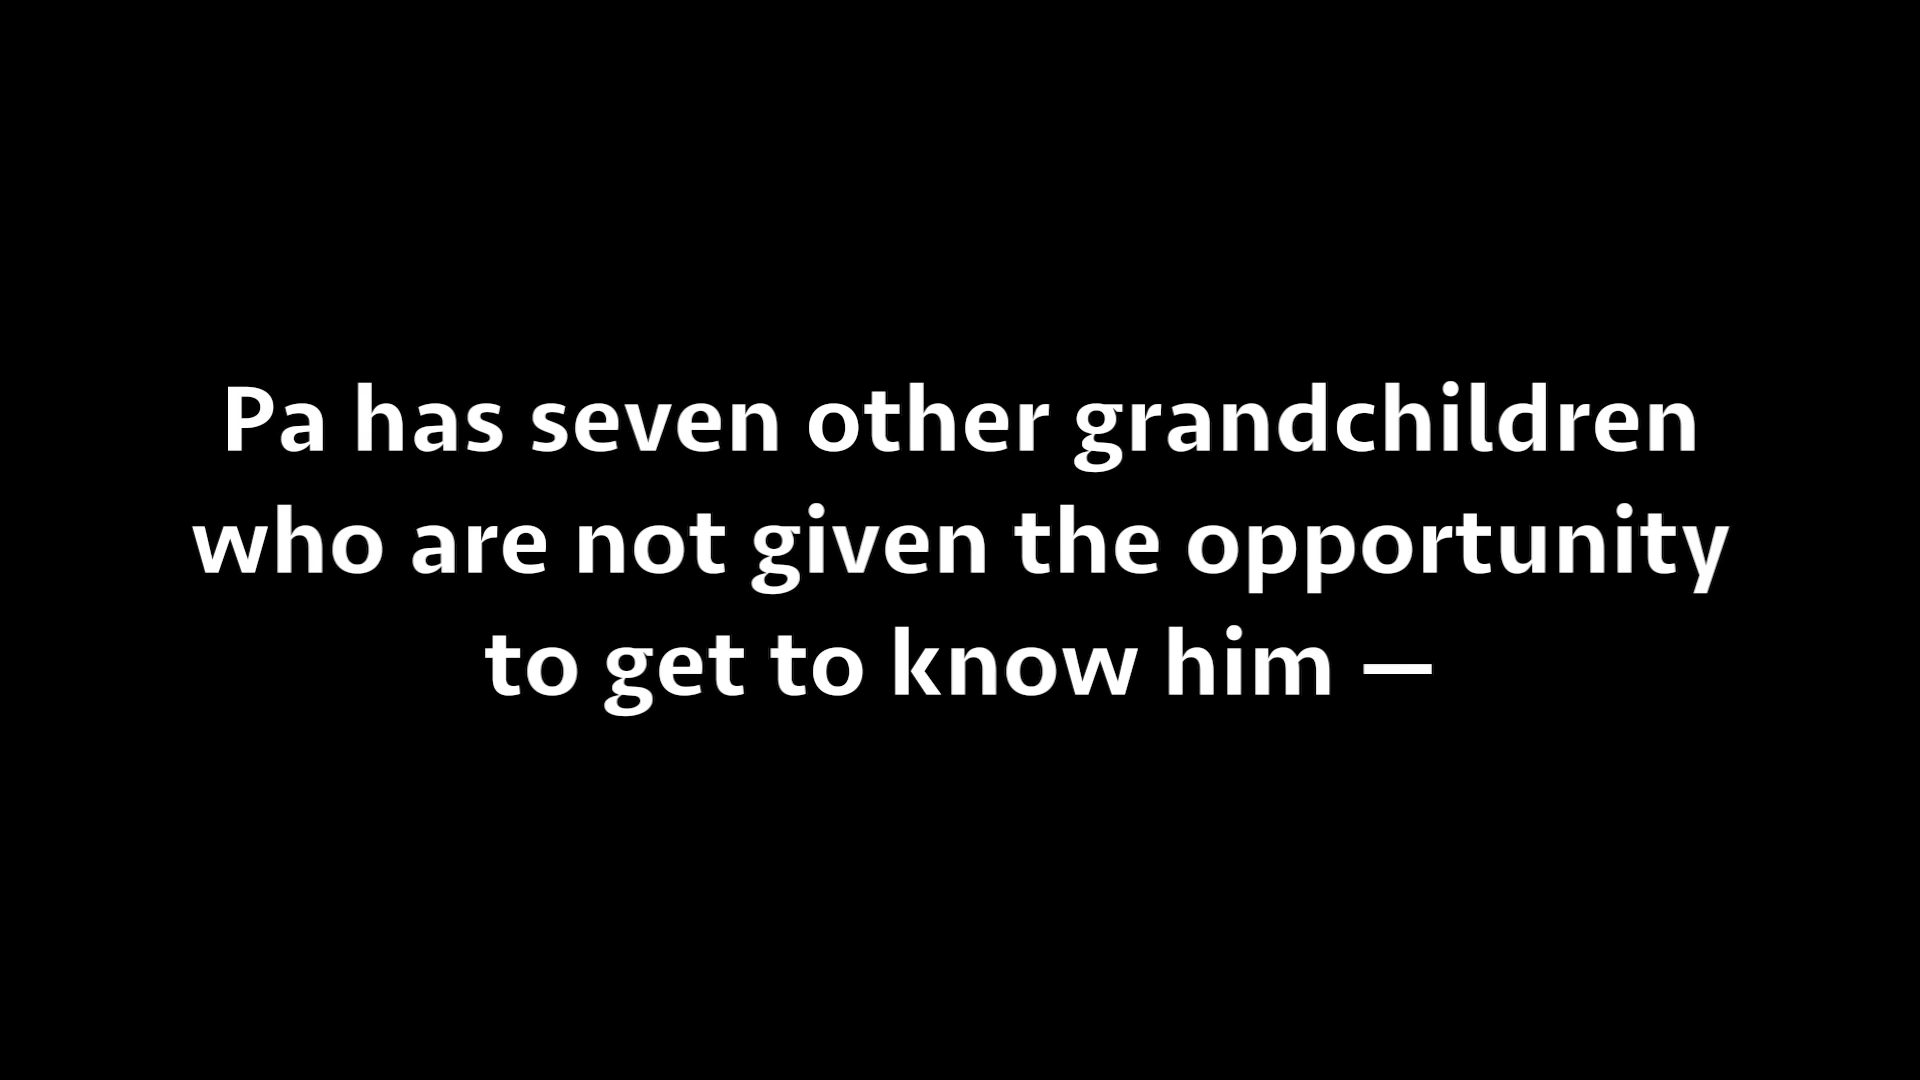 Pa has seven other grandchildren
who are not given the opportunity
to get to know him —